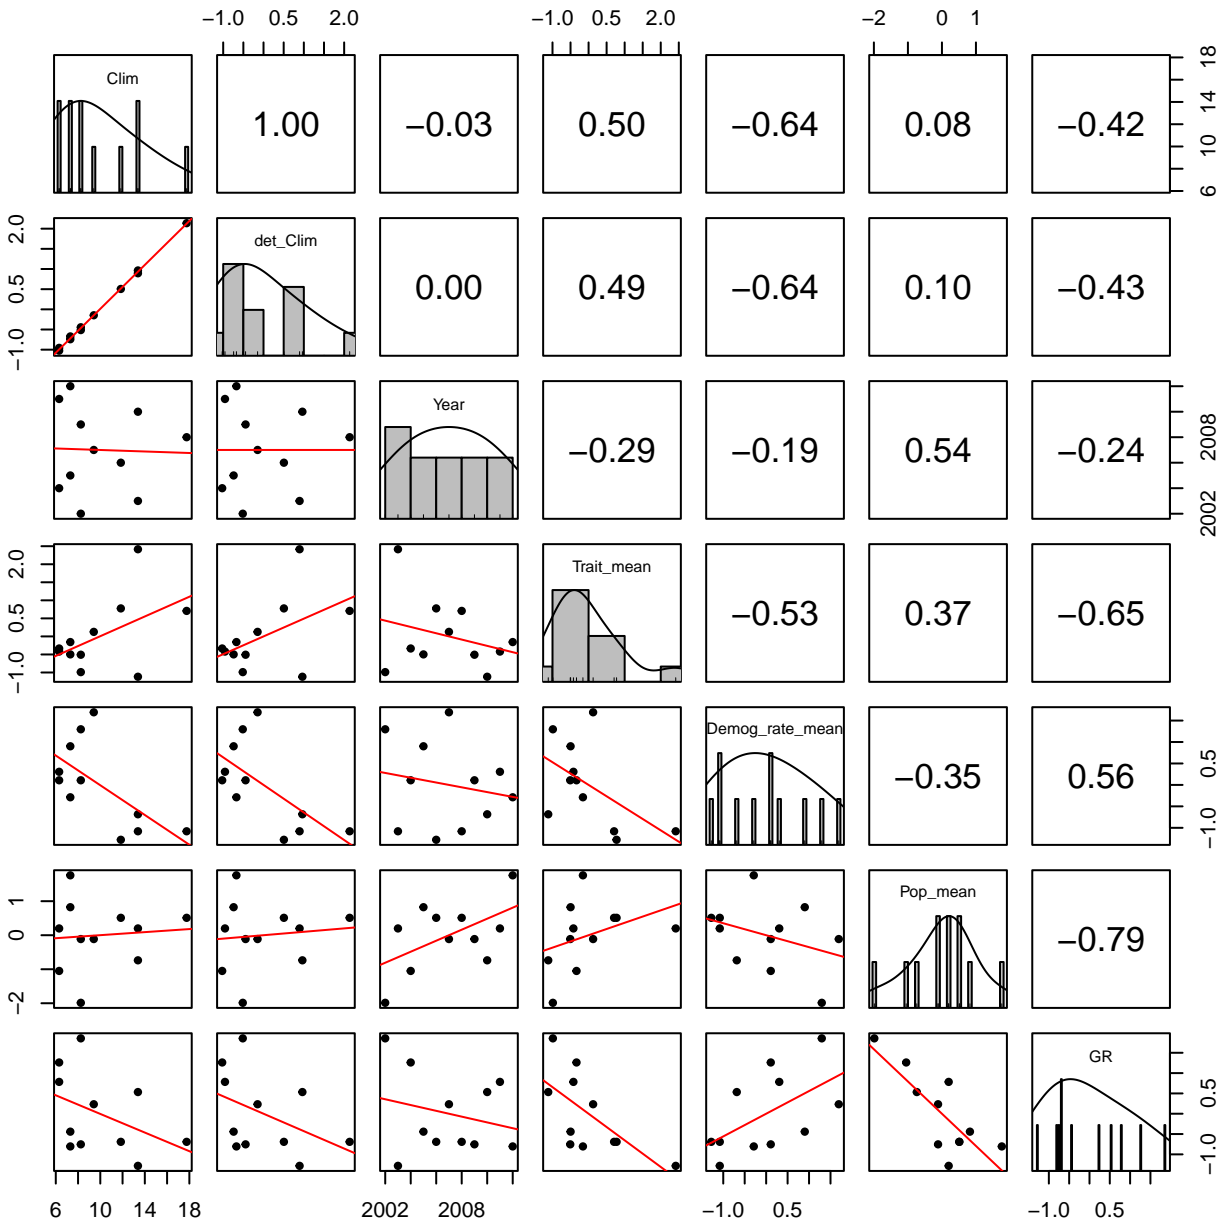 −1.0 0.5 2.0 −1.0 0.5 2.0 −2 0 1
Clim
1.00 −0.03 0.50 −0.64 0.08 −0.42
6 10 14 18
det_Clim
0.00 0.49 −0.64 0.10 −0.43
−1.0 0.5 2.0
Year
−0.29 −0.19 0.54 −0.24
2002 2008
Trait_mean
−0.53 0.37 −0.65
−1.0 0.5 2.0
Demog_rate_mean
−0.35 0.56
−1.0 0.5
Pop_mean
−0.79
−2 0 1
GR
−1.0 0.5
6 10 14 18 2002 2008 −1.0 0.5 −1.0 0.5